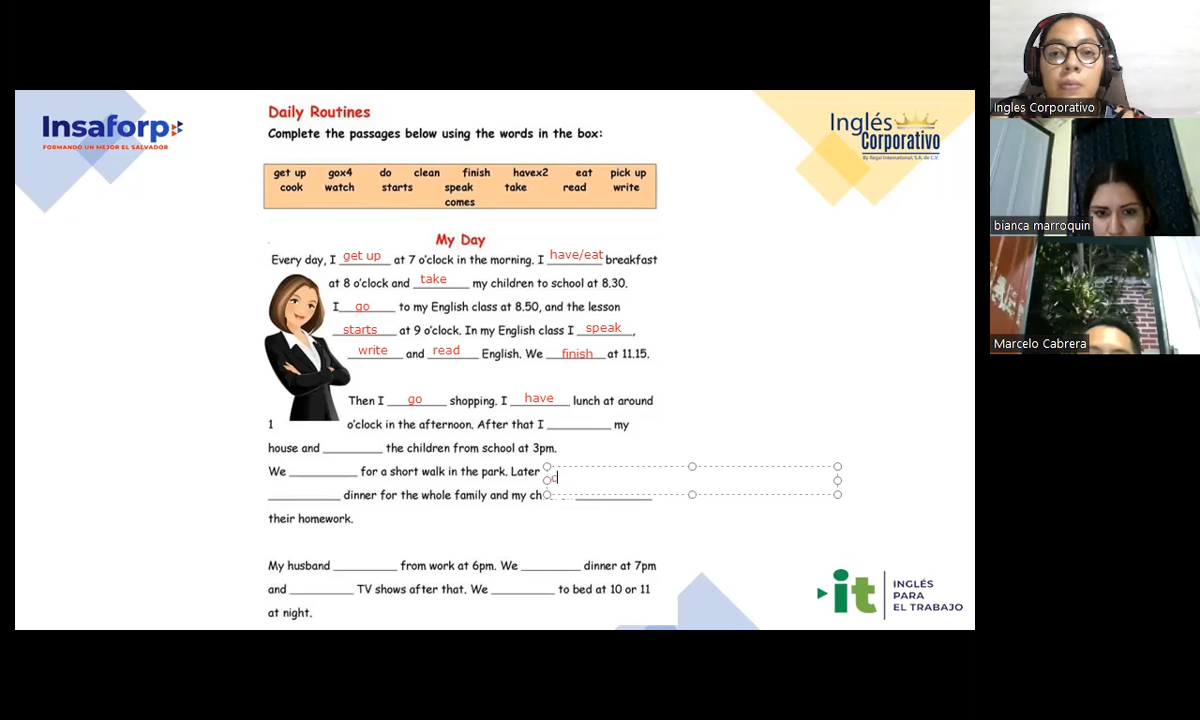 Insaforp
FORMANDO UN MEJOR EL SALVADOR
Inglés
Corporativo
By Regal International, S.A. de C.V.
Daily Routines
Complete the passages below using the words in the box:
get up gox4 do clean finish havex2 eat pick up
cook watch starts speak take read write
comes
My Day
Every day, I get up at 7 o'clock in the morning. I have/eat breakfast
at 8 o'clock and take my children to school at 8.30.
I go to my English class at 8.50, and the lesson
starts at 9 o'clock. In my English class I speak,
write and read English. We finish at 11.15.
Then I go shopping. I have lunch at around
1 o'clock in the afternoon. After that I __________ my
house and __________ the children from school at 3pm.
We __________ for a short walk in the park. Later
__________ dinner for the whole family and my ch __________
their homework.
My husband __________ from work at 6pm. We __________ dinner at 7pm
and __________ TV shows after that. We __________ to bed at 10 or 11
at night.
it
INGLÉS
PARA
EL TRABAJO
Ingles Corporativo
bianca marroquin
Marcelo Cabrera